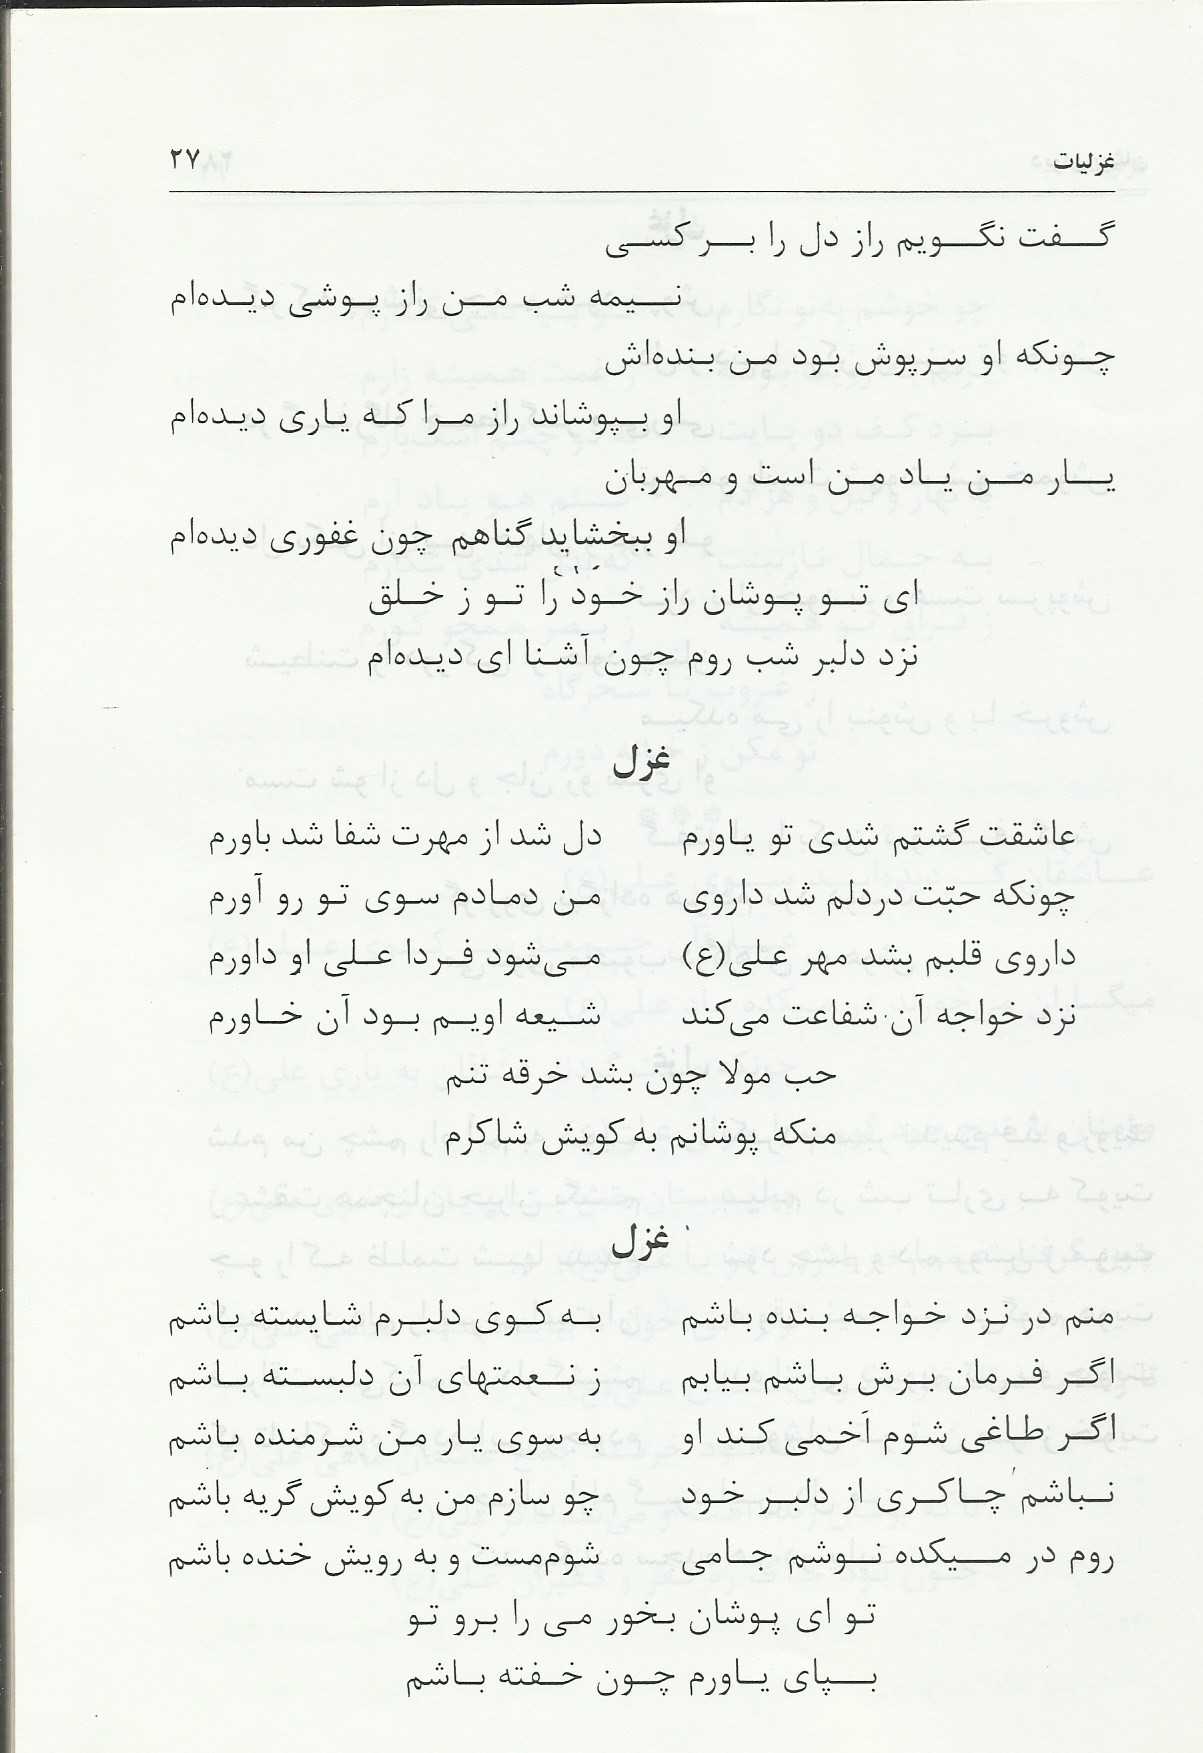 غزلیات ۲۷
گفت نگویم راز دل را بر کسی
نیمه شب من راز پوشی دیده‌ام
چونکه او سرپوش بود من بنده‌اش
او بپوشاند راز مرا که یاری دیده‌ام
یار من یاد من است و مهربان
او ببخشاید گناهم چون غفوری دیده‌ام
ای تو پوشان راز خود را تو ز خلق
نزد دلبر شب روم چون آشنا ای دیده‌ام
غزل
عاشقت گشتم شدی تو یاورم دل شد از مهرت شفا شد باورم
چونکه حبّت دردلم شد داروی من دمادم سوی تو رو آورم
داروی قلبم بشد مهر علی(ع) می‌شود فردا علی او داورم
نزد خواجه آن شفاعت می‌کند شیعه اویم بود آن خاورم
حب مولا چون بشد خرقه تنم
منکه پوشانم به کویش شاکرم
غزل
منم در نزد خواجه بنده باشم به کوی دلبرم شایسته باشم
اگر فرمان برش باشم بیابم ز نعمتهای آن دلبسته باشم
اگر طاغی شوم اَخمی کند او به سوی یار من شرمنده باشم
نباشم چاکری از دلبر خود چو سازم من به کویش گریه باشم
روم در میکده نوشم جامی شوم‌مست و به رویش خنده باشم
تو ای پوشان بخور می را برو تو
بپای یاورم چون خفته باشم